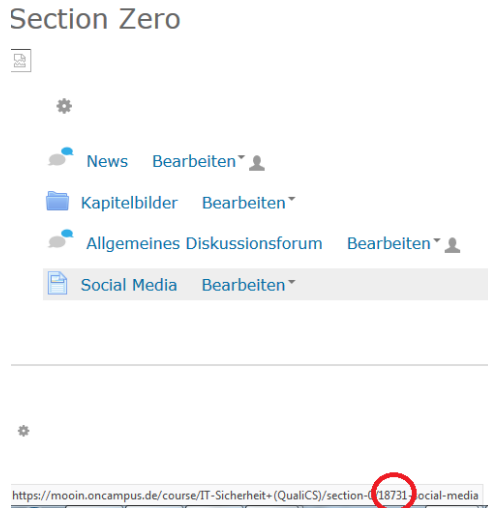 Section Zero
News Bearbeiten
Kapitelbilder Bearbeiten
Allgemeines Diskussionsforum Bearbeiten
Social Media Bearbeiten
https://mooin.oncampus.de/course/IT-Sicherheit+(QualiCS)/section-0/18731-social-media